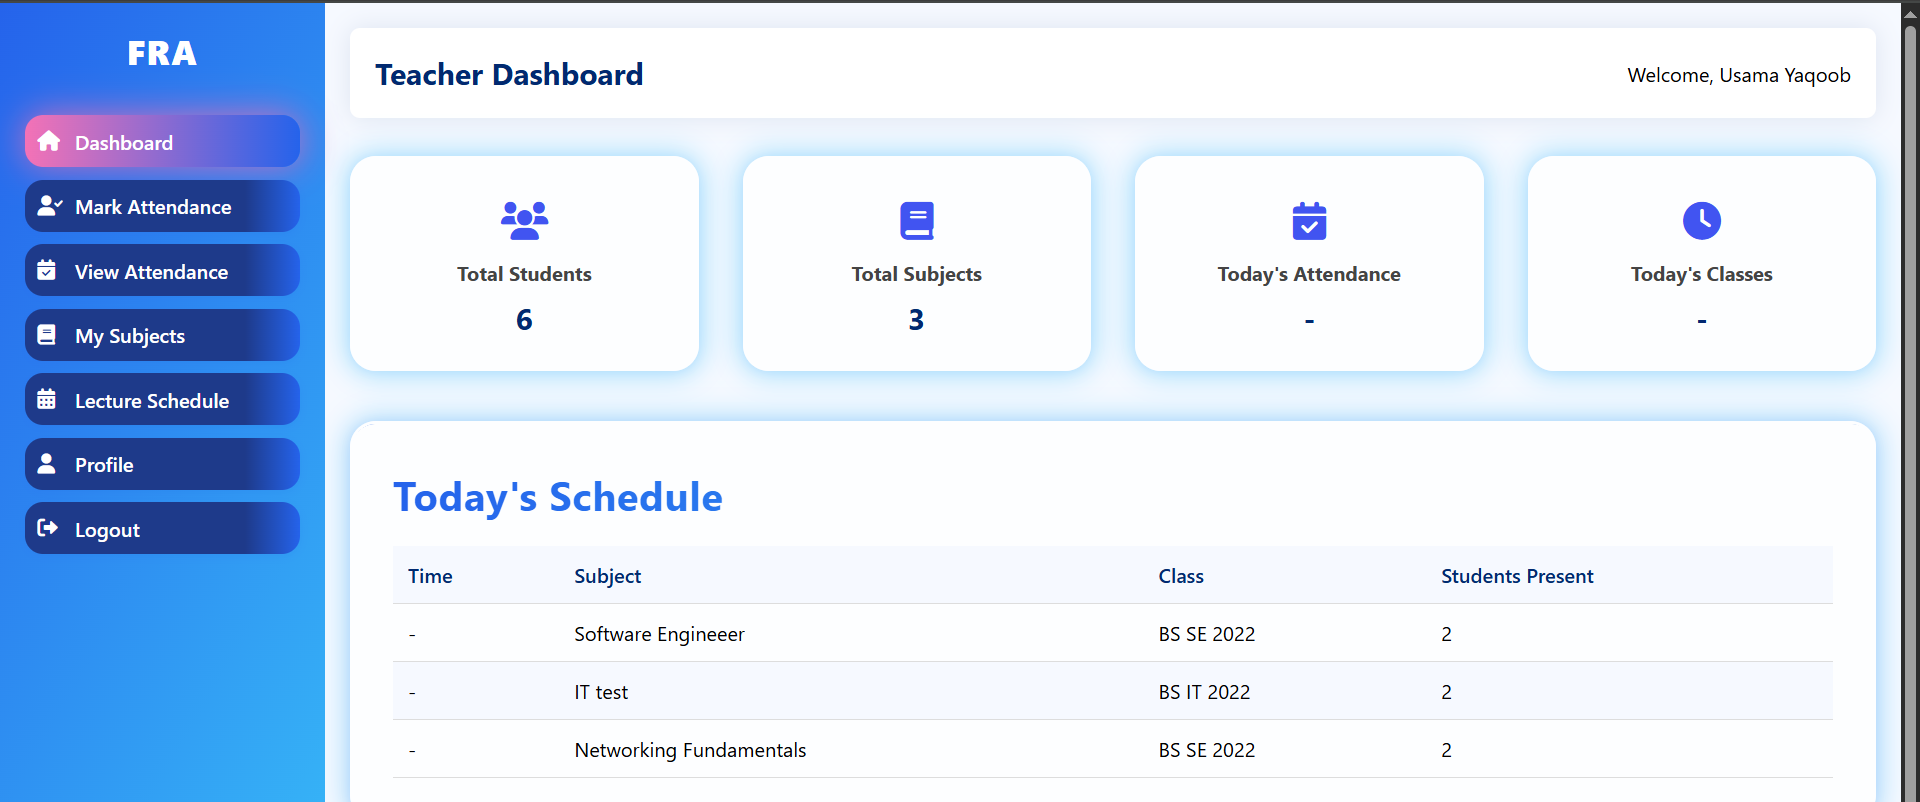 FRA
Dashboard
Mark Attendance
View Attendance
My Subjects
Lecture Schedule
Profile
Logout
Teacher Dashboard
Welcome, Usama Yaqoob
Total Students
6
Total Subjects
3
Today's Attendance
-
Today's Classes
-
Today's Schedule
Time Subject Class Students Present
- Software Engineeer BS SE 2022 2
- IT test BS IT 2022 2
- Networking Fundamentals BS SE 2022 2